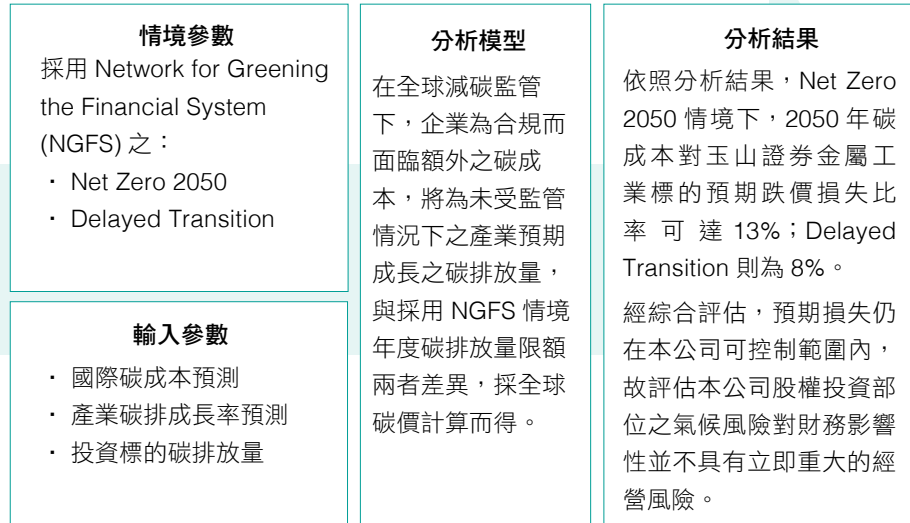 情境參數
採用 Network for Greening
the Financial System
(NGFS) 之：
· Net Zero 2050
· Delayed Transition
輸入參數
· 國際碳成本預測
· 產業碳排成長率預測
· 投資標的碳排放量
分析模型
在全球減碳監管
下，企業為合規而
面臨額外之碳成
本，將為未受監管
情況下之產業預期
成長之碳排放量，
與採用 NGFS 情境
年度碳排放量限額
兩者差異，採全球
碳價計算而得。
分析結果
依照分析結果，Net Zero
2050 情境下，2050 年碳
成本對玉山證券金屬工
業標的預期跌價損失比
率可達 13%；Delayed
Transition 則為 8%。
經綜合評估，預期損失仍
在本公司可控制範圍內，
故評估本公司股權投資部
位之氣候風險對財務影響
性並不具有立即重大的經
營風險。